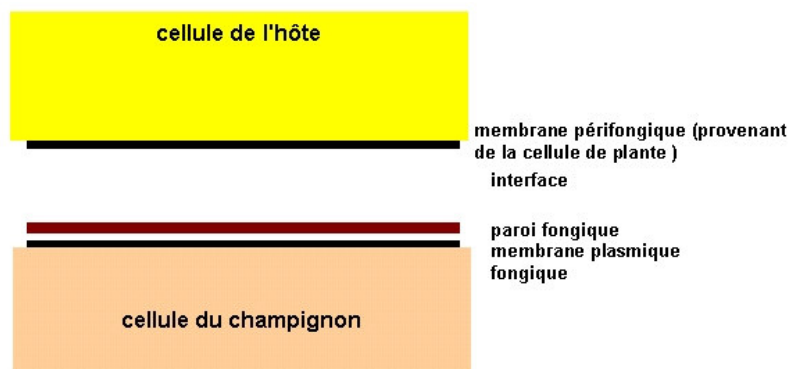 cellule de l'hôte
membrane périfongique (provenant
de la cellule de plante )
interface
paroi fongique
membrane plasmique
fongique
cellule du champignon